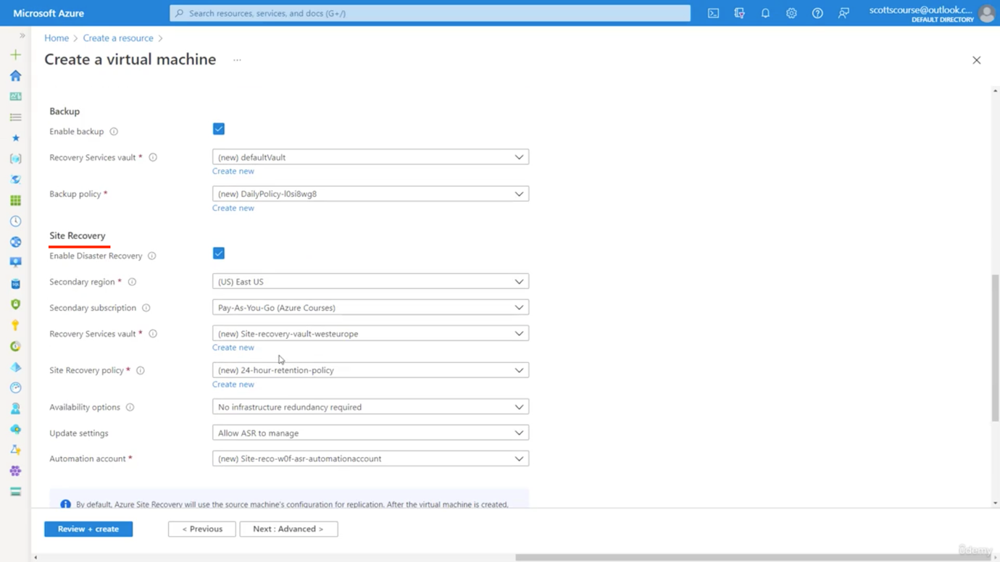 Microsoft Azure
Search resources, services, and docs (G+/)
scottscourse@outlook.c...
DEFAULT DIRECTORY
Home > Create a resource >
Create a virtual machine ...
Backup
Enable backup
Recovery Services vault * (new) defaultVault
Create new
Backup policy * (new) DailyPolicy-l0si8wg8
Create new
Site Recovery
Enable Disaster Recovery
Secondary region * (US) East US
Secondary subscription Pay-As-You-Go (Azure Courses)
Recovery Services vault * (new) Site-recovery-vault-westeurope
Create new
Site Recovery policy * (new) 24-hour-retention-policy
Create new
Availability options No infrastructure redundancy required
Update settings Allow ASR to manage
Automation account * (new) Site-reco-w0f-asr-automationaccount
By default, Azure Site Recovery will use the source machine's configuration for replication. After the virtual machine is created,
Review + create < Previous Next : Advanced >
ûdemy